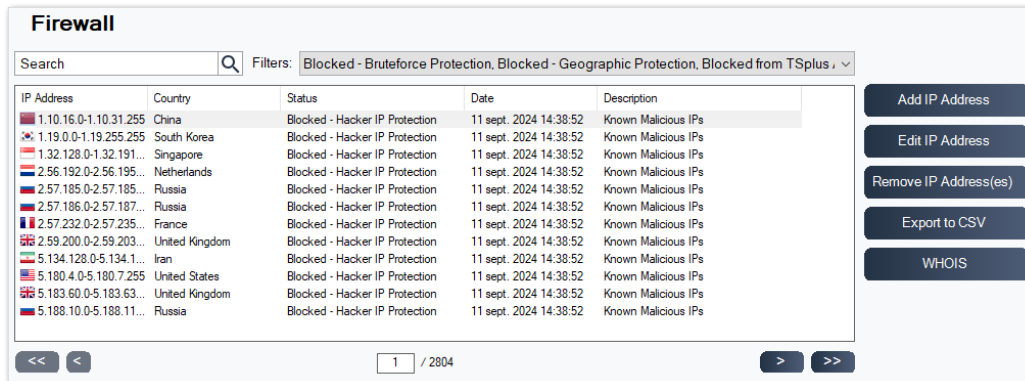 Firewall
Search Filters: Blocked - Bruteforce Protection, Blocked - Geographic Protection, Blocked from TSplus
IP Address Country Status Date Description
1.10.16.0-1.10.31.255 China Blocked - Hacker IP Protection 11 sept. 2024 14:38:52 Known Malicious IPs
1.19.0.0-1.19.255.255 South Korea Blocked - Hacker IP Protection 11 sept. 2024 14:38:52 Known Malicious IPs
1.32.128.0-1.32.191... Singapore Blocked - Hacker IP Protection 11 sept. 2024 14:38:52 Known Malicious IPs
2.56.192.0-2.56.195... Netherlands Blocked - Hacker IP Protection 11 sept. 2024 14:38:52 Known Malicious IPs
2.57.185.0-2.57.185... Russia Blocked - Hacker IP Protection 11 sept. 2024 14:38:52 Known Malicious IPs
2.57.186.0-2.57.187... Russia Blocked - Hacker IP Protection 11 sept. 2024 14:38:52 Known Malicious IPs
2.57.232.0-2.57.235... France Blocked - Hacker IP Protection 11 sept. 2024 14:38:52 Known Malicious IPs
2.59.200.0-2.59.203... United Kingdom Blocked - Hacker IP Protection 11 sept. 2024 14:38:52 Known Malicious IPs
5.134.128.0-5.134.1... Iran Blocked - Hacker IP Protection 11 sept. 2024 14:38:52 Known Malicious IPs
5.180.4.0-5.180.7.255 United States Blocked - Hacker IP Protection 11 sept. 2024 14:38:52 Known Malicious IPs
5.183.60.0-5.183.63... United Kingdom Blocked - Hacker IP Protection 11 sept. 2024 14:38:52 Known Malicious IPs
5.188.10.0-5.188.11... Russia Blocked - Hacker IP Protection 11 sept. 2024 14:38:52 Known Malicious IPs
<< < 1 / 2804 > >>
Add IP Address
Edit IP Address
Remove IP Address(es)
Export to CSV
WHOIS